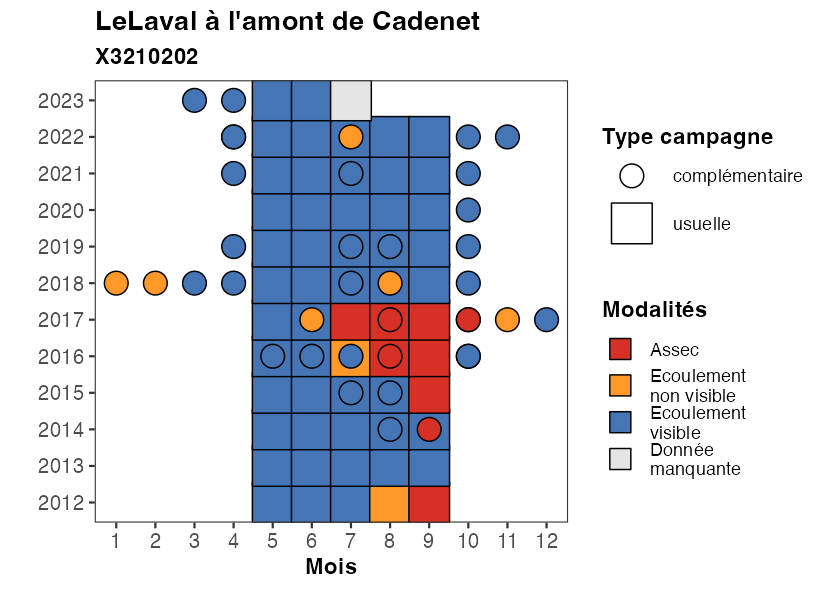 LeLaval à l'amont de Cadenet
X3210202
2023
2022
2021
2020
2019
2018
2017
2016
2015
2014
2013
2012
1 2 3 4 5 6 7 8 9 10 11 12
Mois
Type campagne
complémentaire
usuelle
Modalités
Assec
Ecoulement
non visible
Ecoulement
visible
Donnée
manquante